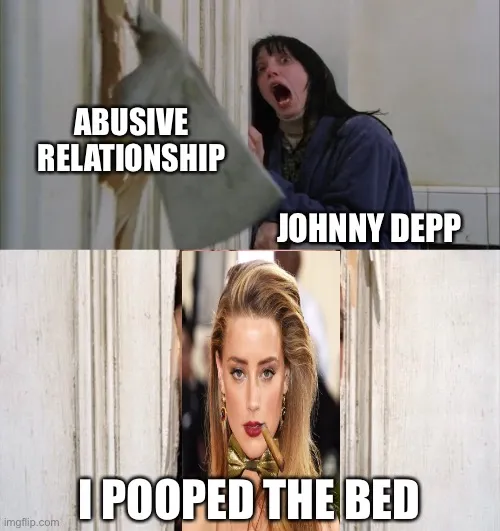 ABUSIVE
RELATIONSHIP
JOHNNY DEPP
I POOPED THE BED
imgflip.com